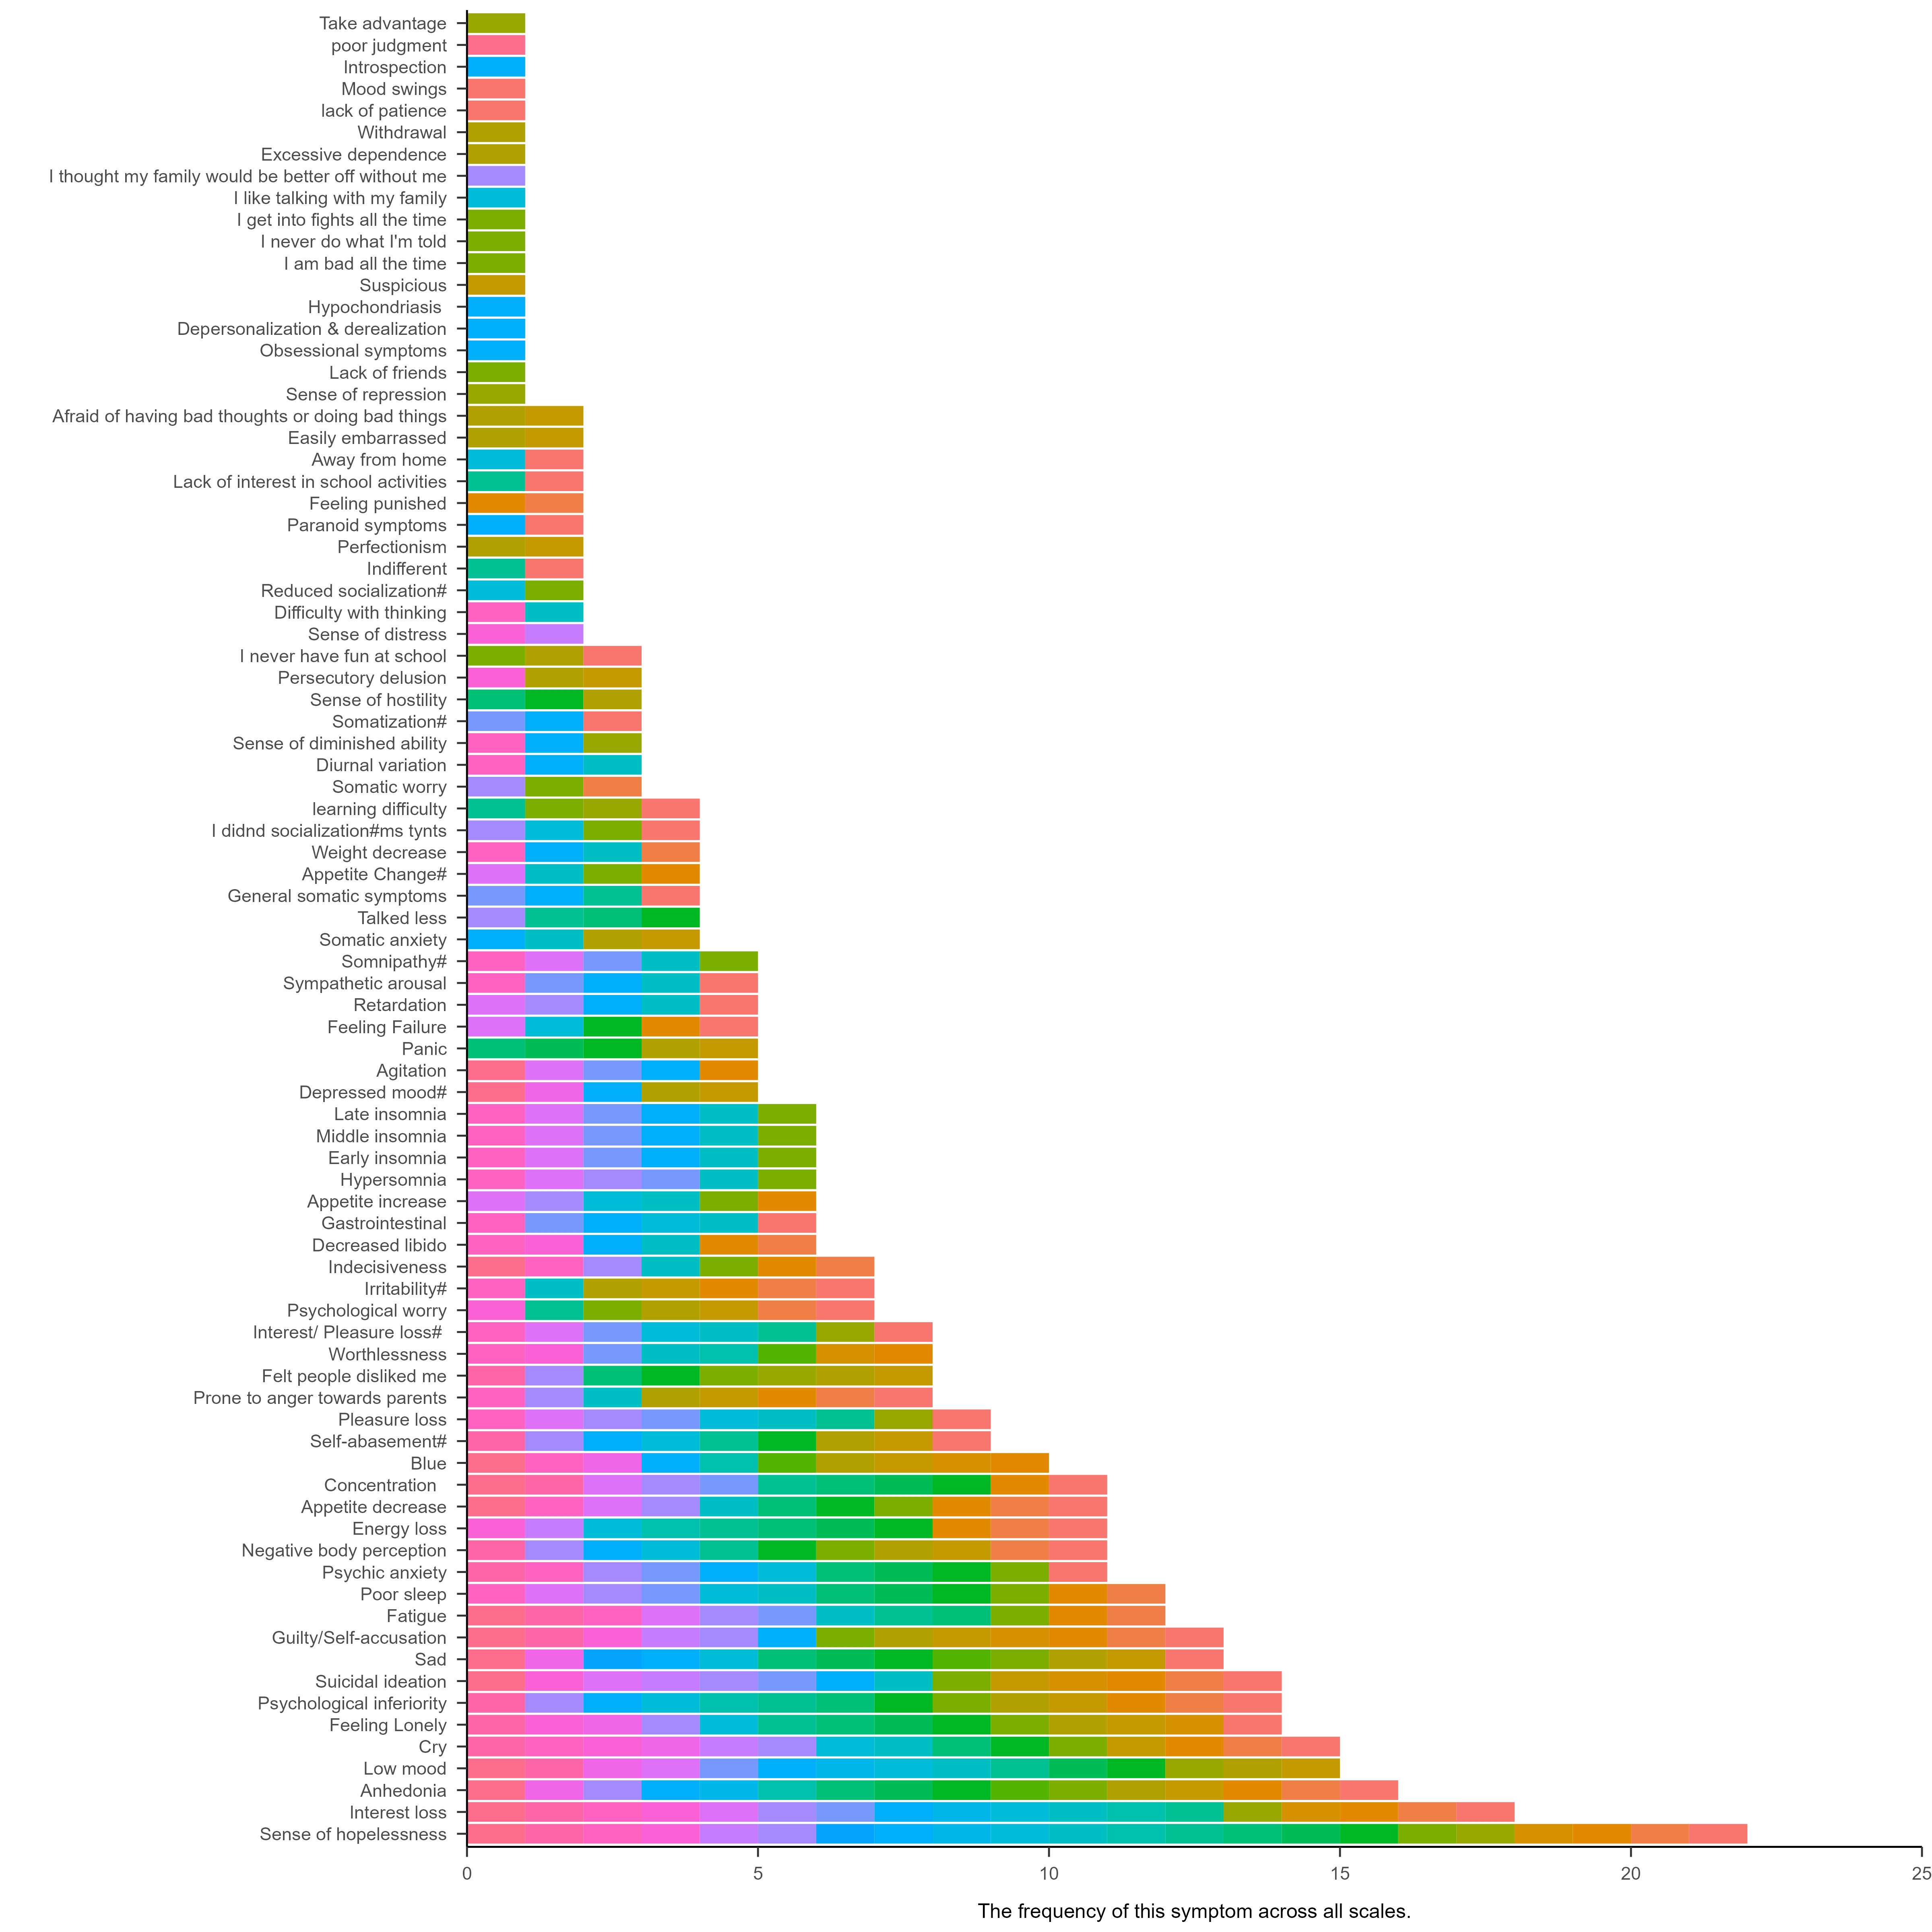 Take advantage
poor judgment
Introspection
Mood swings
lack of patience
Withdrawal
Excessive dependence
I thought my family would be better off without me
I like talking with my family
I get into fights all the time
I never do what I'm told
I am bad all the time
Suspicious
Hypochondriasis
Depersonalization & derealization
Obsessional symptoms
Lack of friends
Sense of repression
Afraid of having bad thoughts or doing bad things
Easily embarrassed
Away from home
Lack of interest in school activities
Feeling punished
Paranoid symptoms
Perfectionism
Indifferent
Reduced socialization#
Difficulty with thinking
Sense of distress
I never have fun at school
Persecutory delusion
Sense of hostility
Somatization#
Sense of diminished ability
Diurnal variation
Somatic worry
learning difficulty
I didnd socialization#ms tynts
Weight decrease
Appetite Change#
General somatic symptoms
Talked less
Somatic anxiety
Somnipathy#
Sympathetic arousal
Retardation
Feeling Failure
Panic
Agitation
Depressed mood#
Late insomnia
Middle insomnia
Early insomnia
Hypersomnia
Appetite increase
Gastrointestinal
Decreased libido
Indecisiveness
Irritability#
Psychological worry
Interest/ Pleasure loss#
Worthlessness
Felt people disliked me
Prone to anger towards parents
Pleasure loss
Self-abasement#
Blue
Concentration
Appetite decrease
Energy loss
Negative body perception
Psychic anxiety
Poor sleep
Fatigue
Guilty/Self-accusation
Sad
Suicidal ideation
Psychological inferiority
Feeling Lonely
Cry
Low mood
Anhedonia
Interest loss
Sense of hopelessness
0 5 10 15 20 25
The frequency of this symptom across all scales.